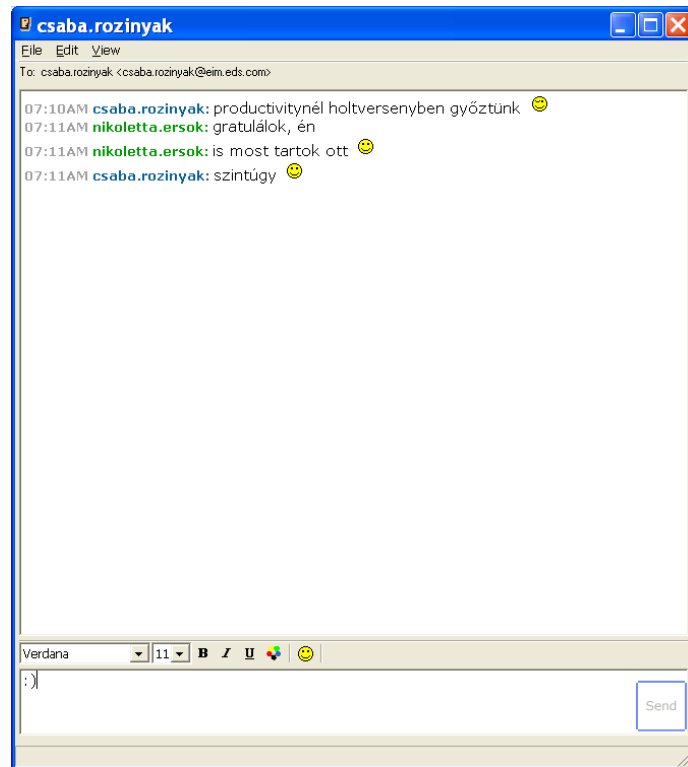 csaba.rozinyak
File Edit View
To: csaba.rozinyak <csaba.rozinyak@eim.eds.com>
07:10AM csaba.rozinyak: productivitynél holtversenyben győztünk
07:11AM nikoletta.ersok: gratulálok, én
07:11AM nikoletta.ersok: is most tartok ott
07:11AM csaba.rozinyak: szintúgy
Verdana 11 B I U
:)
Send